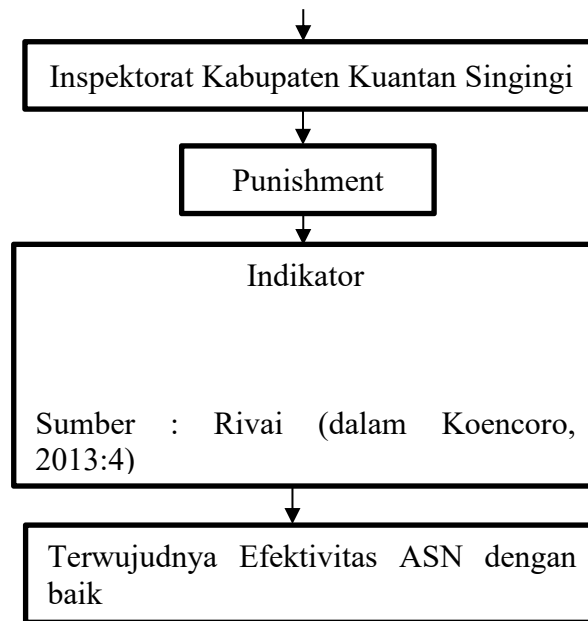 Inspektorat Kabupaten Kuantan Singingi
Punishment
Indikator
Sumber : Rivai (dalam Koencoro,
2013:4)
Terwujudnya Efektivitas ASN dengan
baik